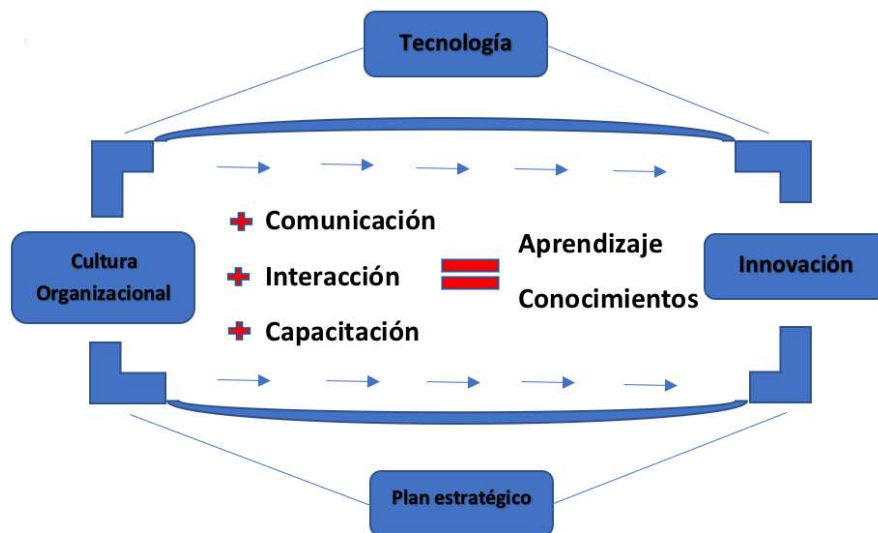 Tecnología
Cultura
Organizacional
+ Comunicación
+ Interacción
+ Capacitación
=
Aprendizaje
Conocimientos
Innovación
Plan estratégico